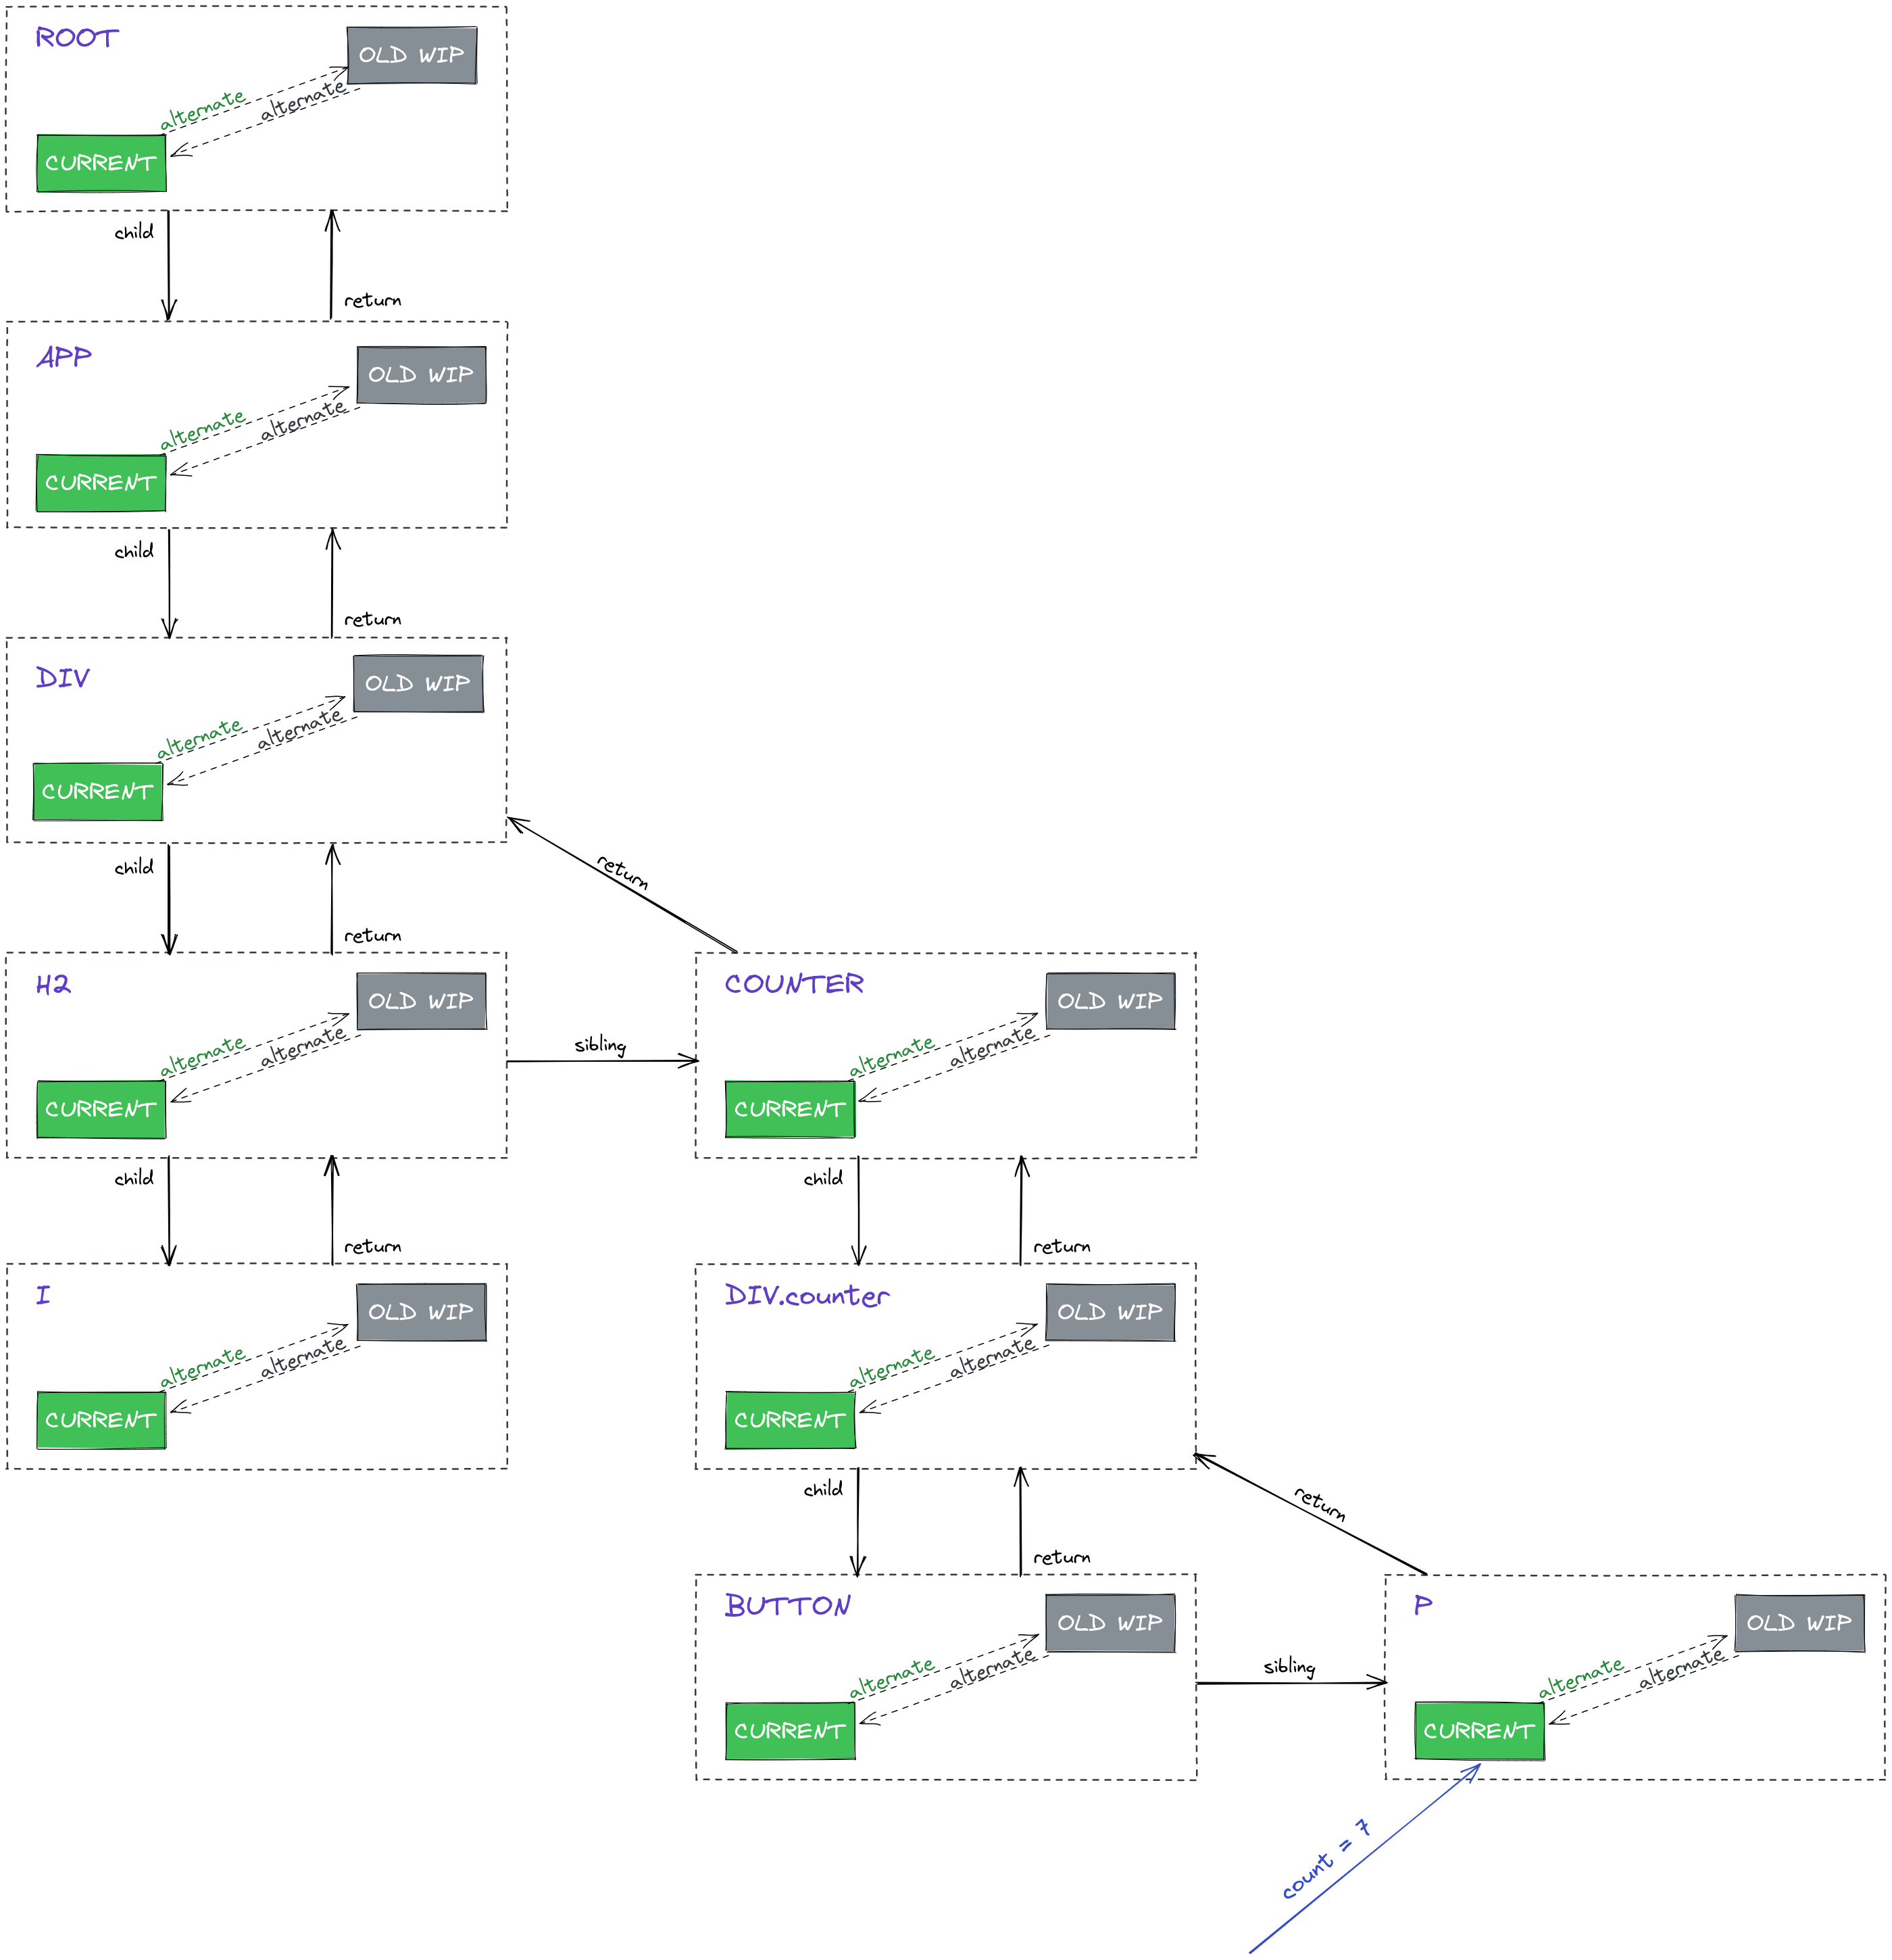 ROOT
OLD WIP
alternate
alternate
CURRENT
child
return
APP
OLD WIP
alternate
alternate
CURRENT
child
return
DIV
OLD WIP
alternate
alternate
CURRENT
child
return
return
H2
OLD WIP
alternate
alternate
CURRENT
sibling
COUNTER
OLD WIP
alternate
alternate
CURRENT
child
return
child
return
I
OLD WIP
alternate
alternate
CURRENT
DIV.counter
OLD WIP
alternate
alternate
CURRENT
child
return
return
BUTTON
OLD WIP
alternate
alternate
CURRENT
sibling
P
OLD WIP
alternate
alternate
CURRENT
count = 7